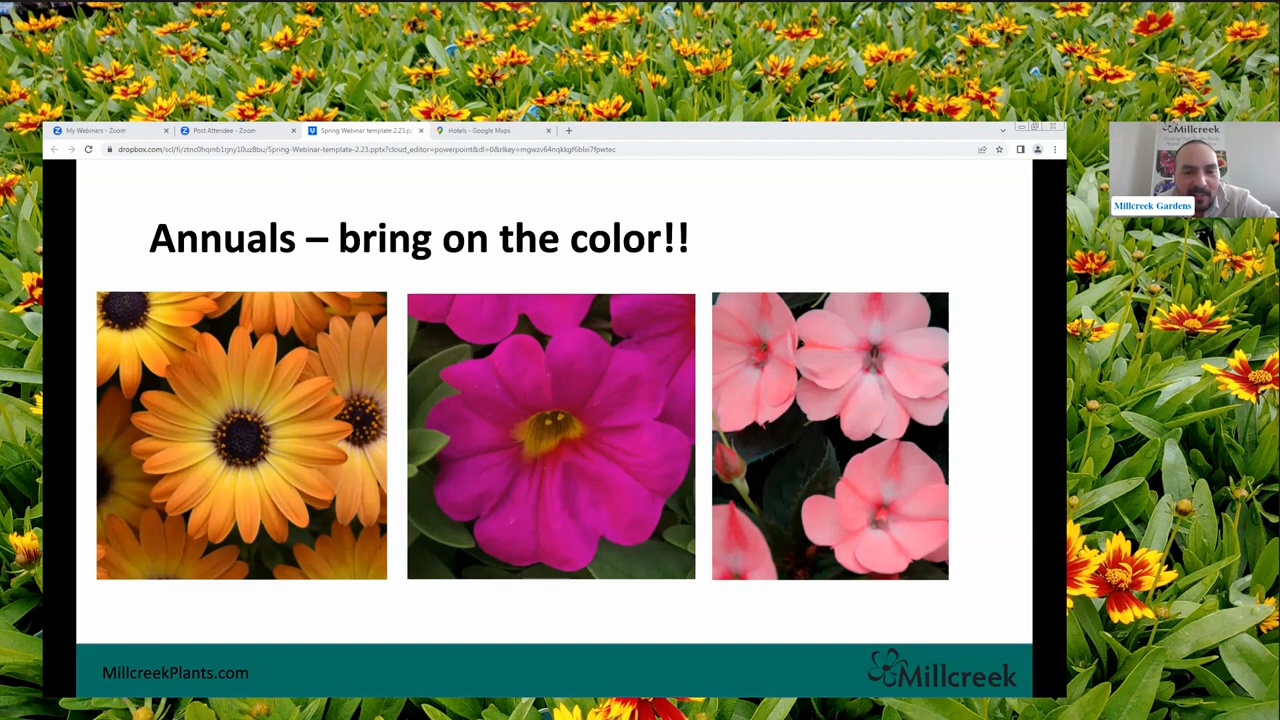 My Webinars - Zoom
Post Attendee - Zoom
Spring Webinar template 2.23.p
Hotels - Google Maps
dropbox.com/scl/fi/ztnc0hqmb1rjny10uz8bu/Spring-Webinar-template-2.23.pptx?cloud_editor=powerpoint&dl=0&rlkey=mgwzv64nqkkgf6blxi7fpwtec
Millcreek
Millcreek Gardens
Annuals – bring on the color!!
MillcreekPlants.com
Millcreek